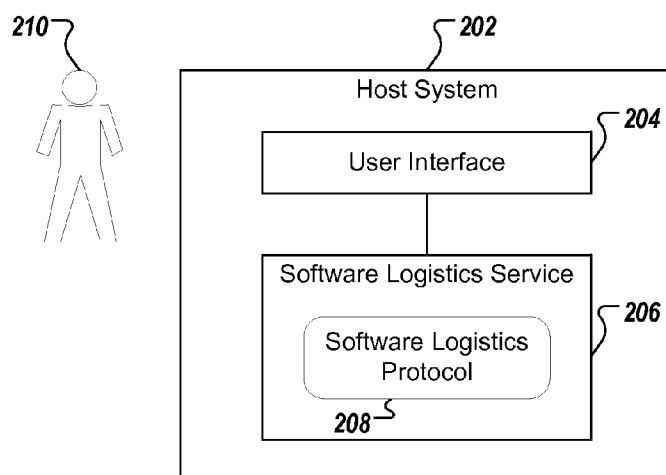 210
202
Host System
204
User Interface
Software Logistics Service
206
Software Logistics
Protocol
208